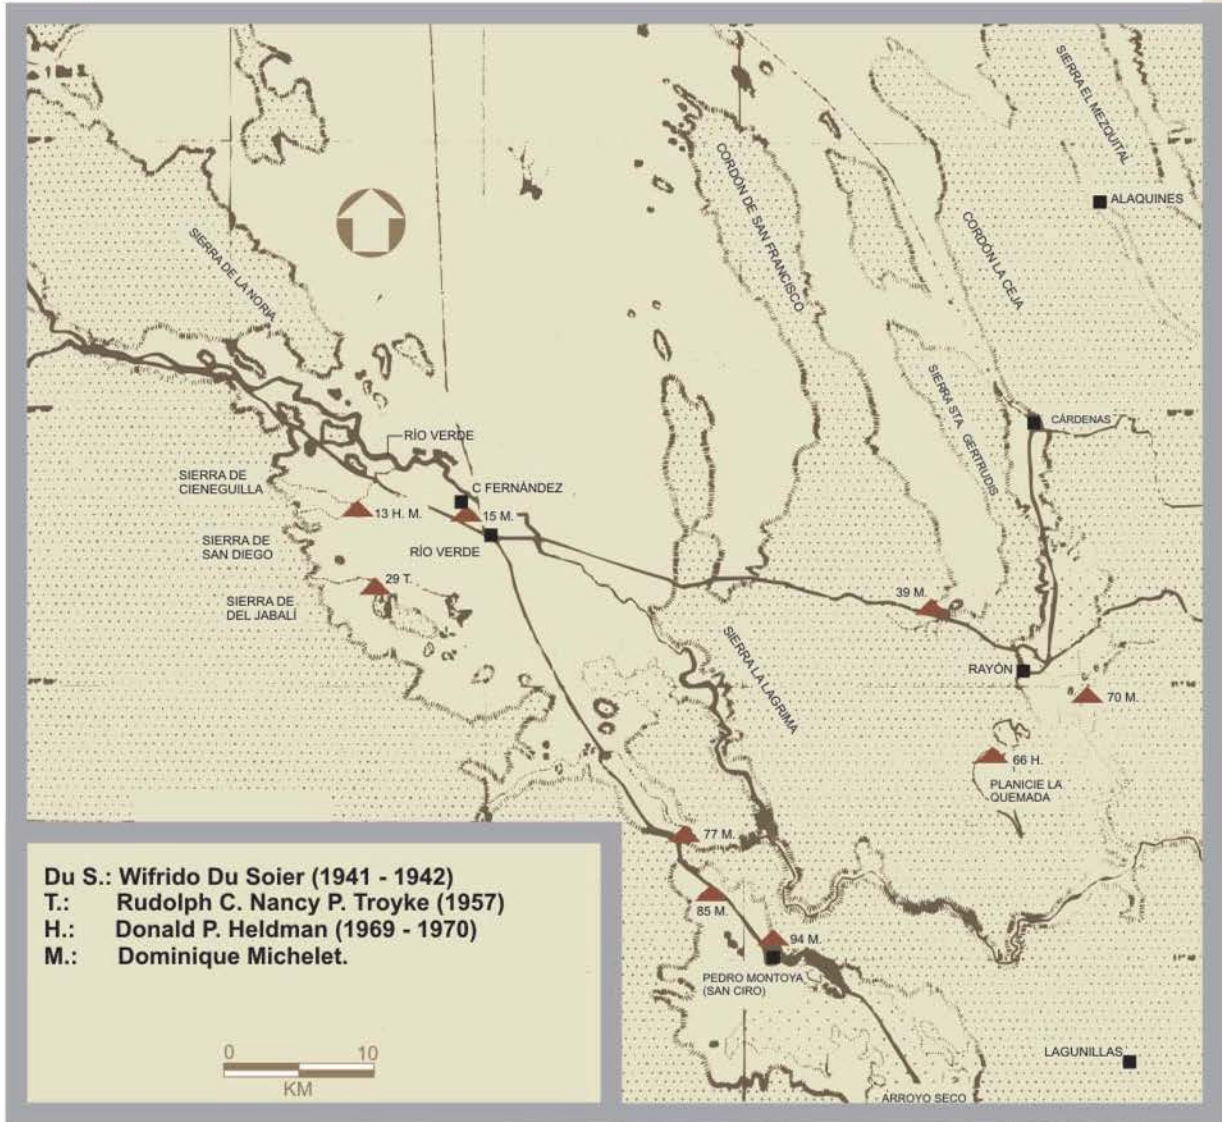 SIERRA EL MEZQUITAL
ALAQUINES
CORDÓN DE SAN FRANCISCO
CORDÓN LA CEJA
SIERRA DE LA NORIA
SIERRA STA GERTRUDIS
CÁRDENAS
RÍO VERDE
SIERRA DE
CIENEGUILLA
C FERNÁNDEZ
13 H. M.
15 M.
SIERRA DE
SAN DIEGO
RÍO VERDE
29 T.
SIERRA DE
DEL JABALÍ
39 M.
SIERRA LA LAGRIMA
RAYÓN
70 M.
66 H.
PLANICIE LA
QUEMADA
77 M.
85 M.
94 M.
PEDRO MONTOYA
(SAN CIRO)
LAGUNILLAS
ARROYO SECO
Du S.: Wifrido Du Soier (1941 - 1942)
T.: Rudolph C. Nancy P. Troyke (1957)
H.: Donald P. Heldman (1969 - 1970)
M.: Dominique Michelet.
0 10
KM